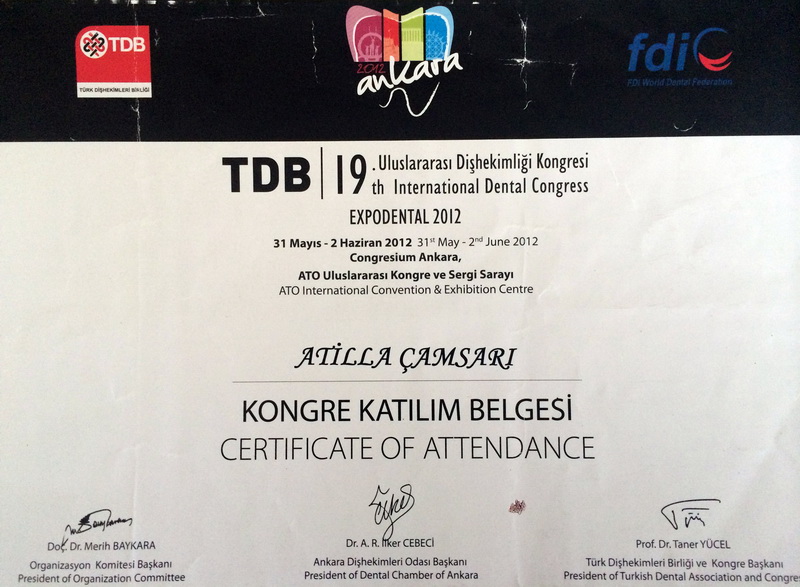 TDB
TÜRK DİŞHEKİMLERİ BİRLİĞİ
2012
ankara
fdi
FDI World Dental Federation
TDB 19. Uluslararası Dişhekimliği Kongresi
th International Dental Congress
EXPODENTAL 2012
31 Mayıs - 2 Haziran 2012 31st May - 2nd June 2012
Congresium Ankara,
ATO Uluslararası Kongre ve Sergi Sarayı
ATO International Convention & Exhibition Centre
ATİLLA ÇAMSARI
KONGRE KATILIM BELGESİ
CERTIFICATE OF ATTENDANCE
Doç. Dr. Merih BAYKARA
Organizasyon Komitesi Başkanı
President of Organization Committee
Dr. A. R. İlker CEBECİ
Ankara Dişhekimleri Odası Başkanı
President of Dental Chamber of Ankara
Prof. Dr. Taner YÜCEL
Türk Dişhekimleri Birliği ve Kongre Başkanı
President of Turkish Dental Association and Congre